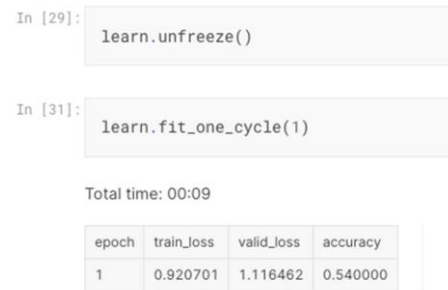 In [29]:
learn.unfreeze()
In [31]:
learn.fit_one_cycle(1)
Total time: 00:09
epoch train_loss valid_loss accuracy
1 0.920701 1.116462 0.540000